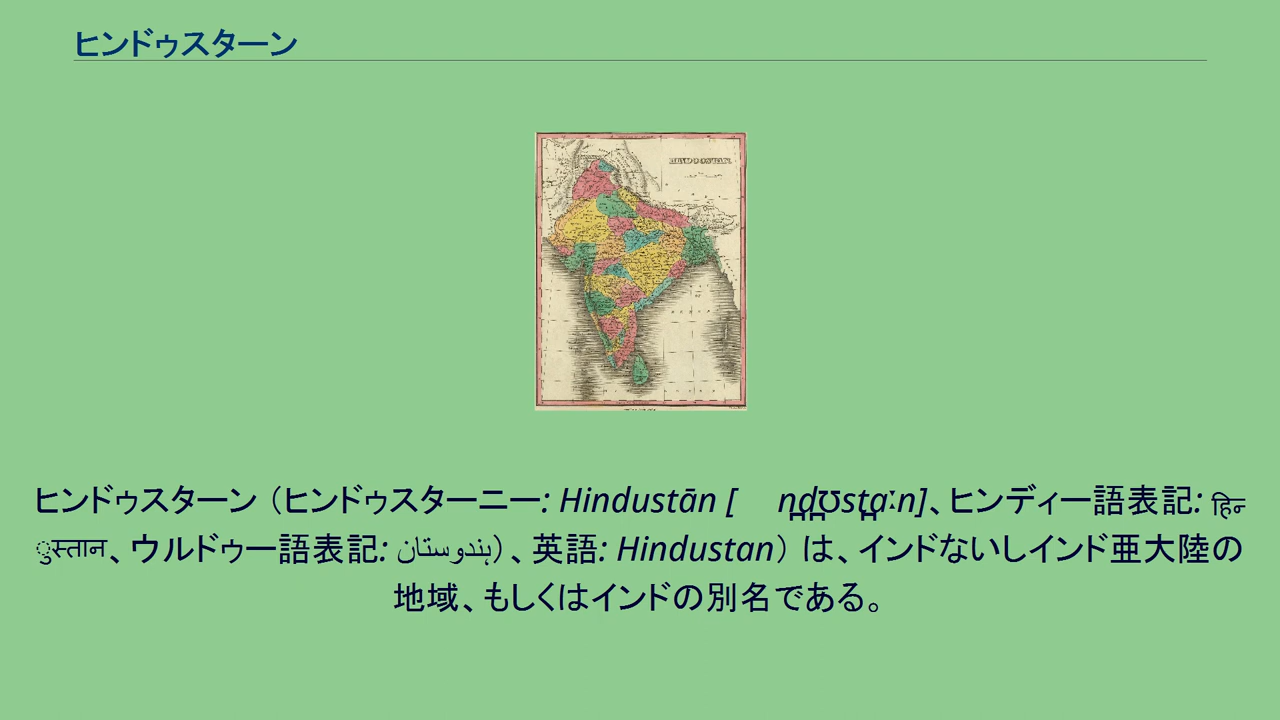 ヒンドゥスターン
HINDOOSTAN.
ヒンドゥスターン（ヒンドゥスターニー: Hindustān [ n̪d̪ʊst̪aːn]、ヒンディー語表記: हिन्
दुस्तान、ウルドゥー語表記: ہندوستان）、英語: Hindustan）は、インドないしインド亜大陸の
地域、もしくはインドの別名である。